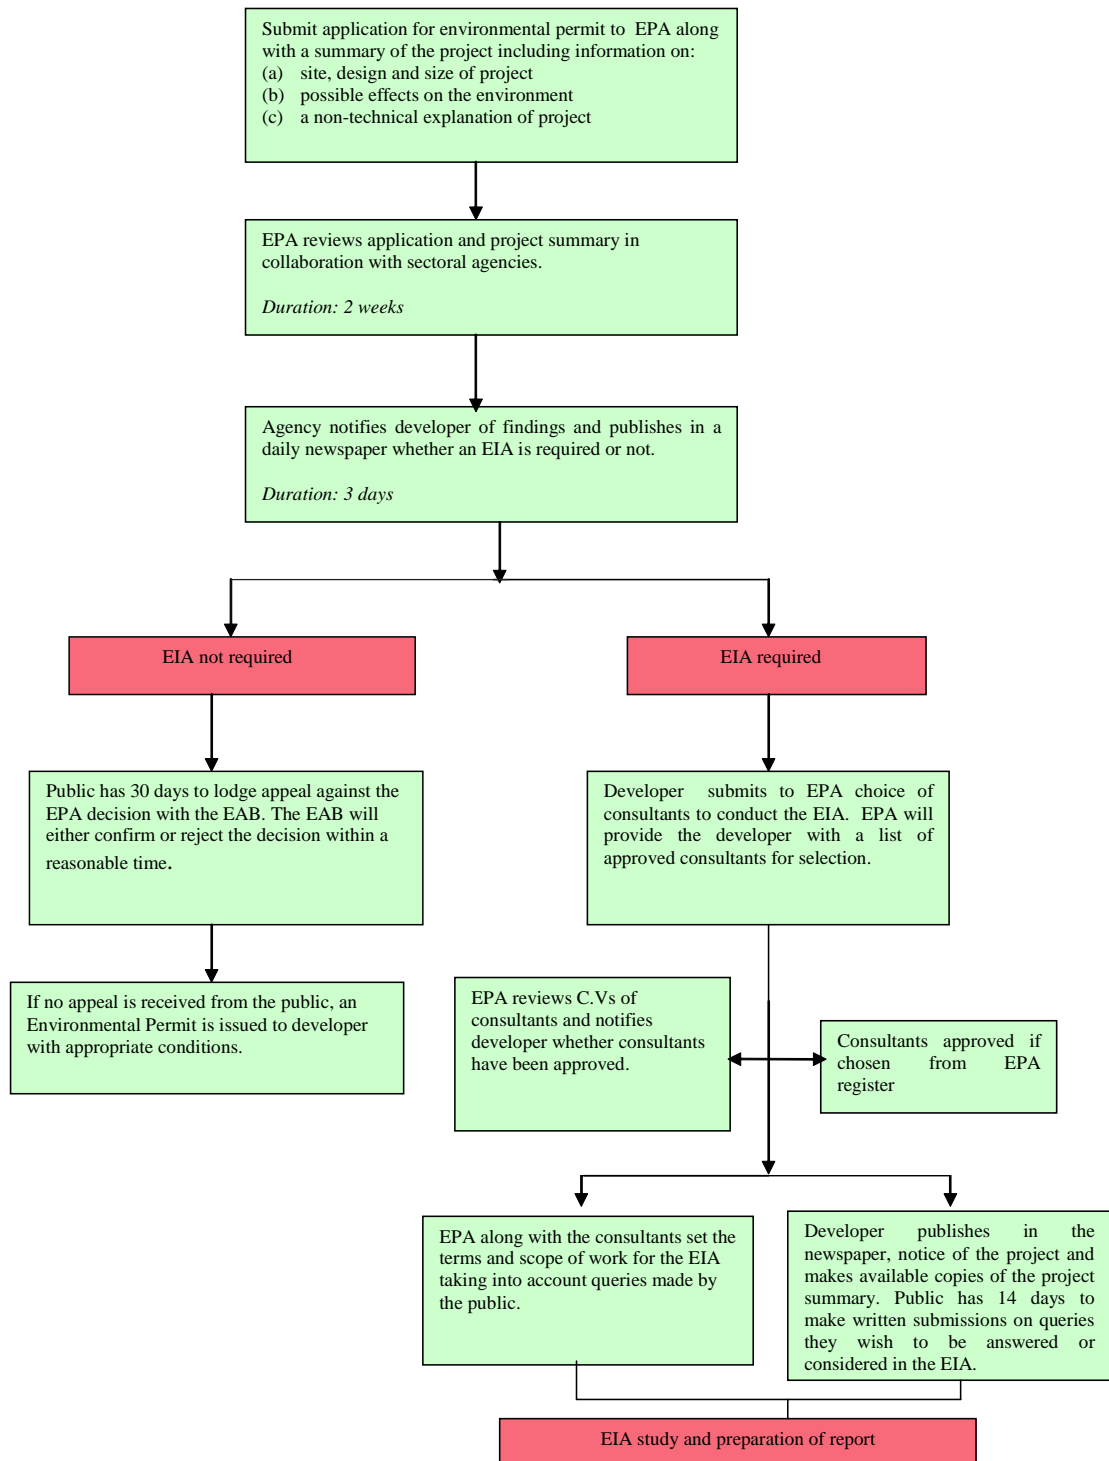 Submit application for environmental permit to EPA along
with a summary of the project including information on:
(a) site, design and size of project
(b) possible effects on the environment
(c) a non-technical explanation of project
EPA reviews application and project summary in
collaboration with sectoral agencies.
Duration: 2 weeks
Agency notifies developer of findings and publishes in a
daily newspaper whether an EIA is required or not.
Duration: 3 days
EIA not required
EIA required
Public has 30 days to lodge appeal against the
EPA decision with the EAB. The EAB will
either confirm or reject the decision within a
reasonable time.
Developer submits to EPA choice of
consultants to conduct the EIA. EPA will
provide the developer with a list of
approved consultants for selection.
If no appeal is received from the public, an
Environmental Permit is issued to developer
with appropriate conditions.
EPA reviews C.Vs of
consultants and notifies
developer whether consultants
have been approved.
Consultants approved if
chosen from EPA
register
EPA along with the consultants set the
terms and scope of work for the EIA
taking into account queries made by
the public.
Developer publishes in the
newspaper, notice of the project and
makes available copies of the project
summary. Public has 14 days to
make written submissions on queries
they wish to be answered or
considered in the EIA.
EIA study and preparation of report